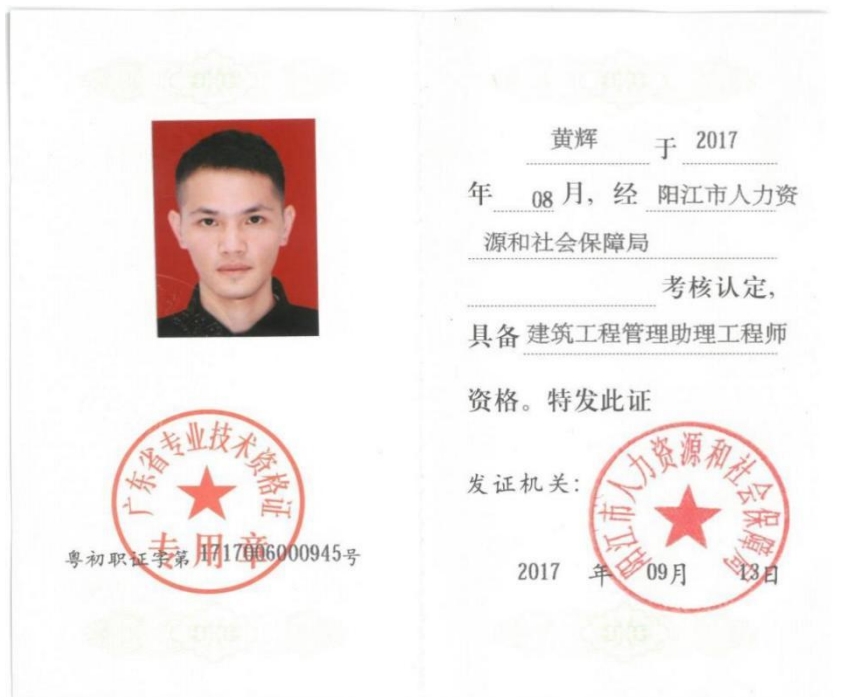 广东省专业技术资格证
专用章
粤初职证字第 1717006000945号
黄辉 于 2017
年 08 月，经 阳江市人力资
源和社会保障局
考核认定，
具备 建筑工程管理助理工程师
资格。特发此证
发证机关：
阳江市人力资源和社会保障局
2017 年 09月 13日